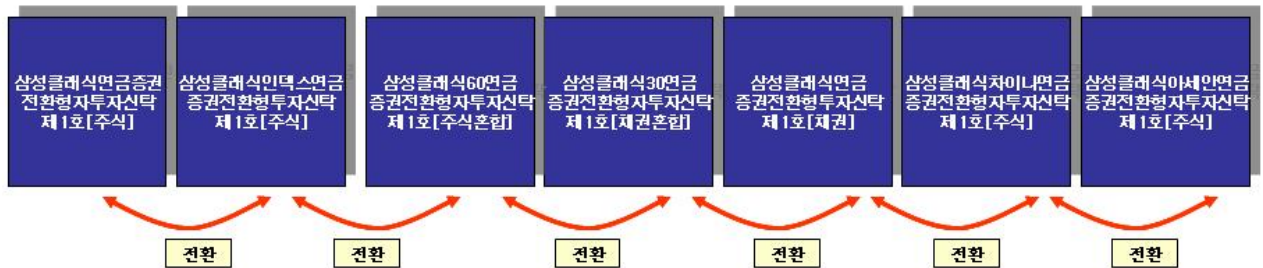 삼성클래식연금증권
전환형자투자신탁
제1호[주식]
삼성클래식인덱스연금
증권전환형자투자신탁
제1호[주식]
삼성클래식60연금
증권전환형자투자신탁
제1호[주식혼합]
삼성클래식30연금
증권전환형자투자신탁
제1호[채권혼합]
삼성클래식연금
증권전환형자투자신탁
제1호[채권]
삼성클래식차이나연금
증권전환형자투자신탁
제1호[주식]
삼성클래식아세안연금
증권전환형자투자신탁
제1호[주식]
전환
전환
전환
전환
전환
전환